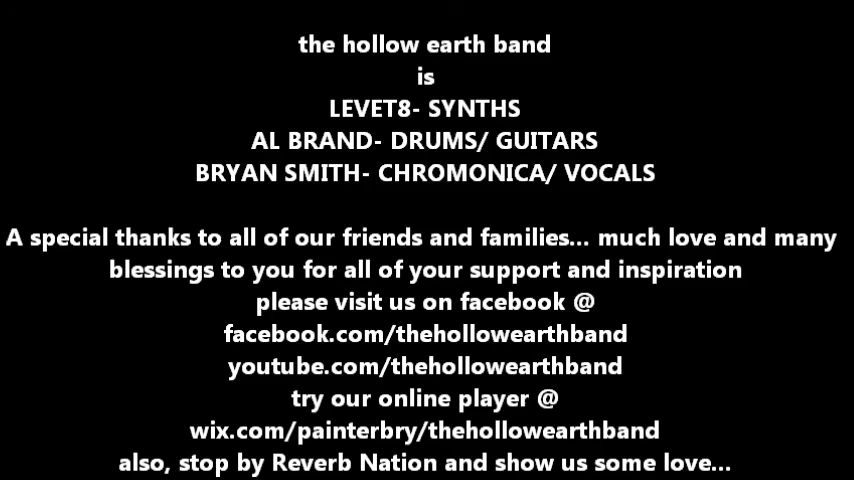 the hollow earth band
is
LEVET8- SYNTHS
AL BRAND- DRUMS/ GUITARS
BRYAN SMITH- CHROMONICA/ VOCALS
A special thanks to all of our friends and families... much love and many
blessings to you for all of your support and inspiration
please visit us on facebook @
facebook.com/thehollowearthband
youtube.com/thehollowearthband
try our online player @
wix.com/painterbry/thehollowearthband
also, stop by Reverb Nation and show us some love...